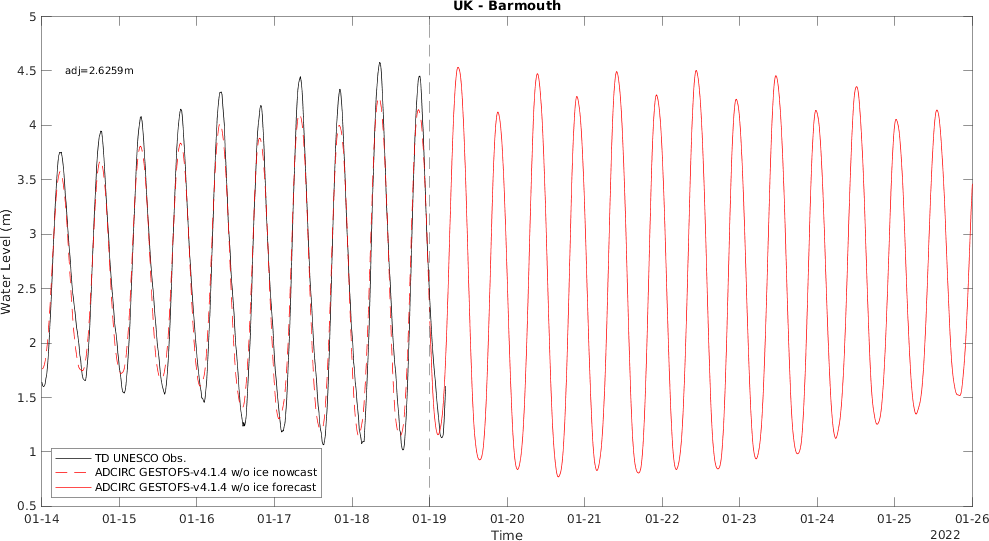 UK - Barmouth
5
4.5
4
3.5
3
2.5
2
1.5
1
0.5
Water Level (m)
adj=2.6259m
TD UNESCO Obs.
ADCIRC GESTOFS-v4.1.4 w/o ice nowcast
ADCIRC GESTOFS-v4.1.4 w/o ice forecast
01-14 01-15 01-16 01-17 01-18 01-19 01-20 01-21 01-22 01-23 01-24 01-25 01-26
Time
2022